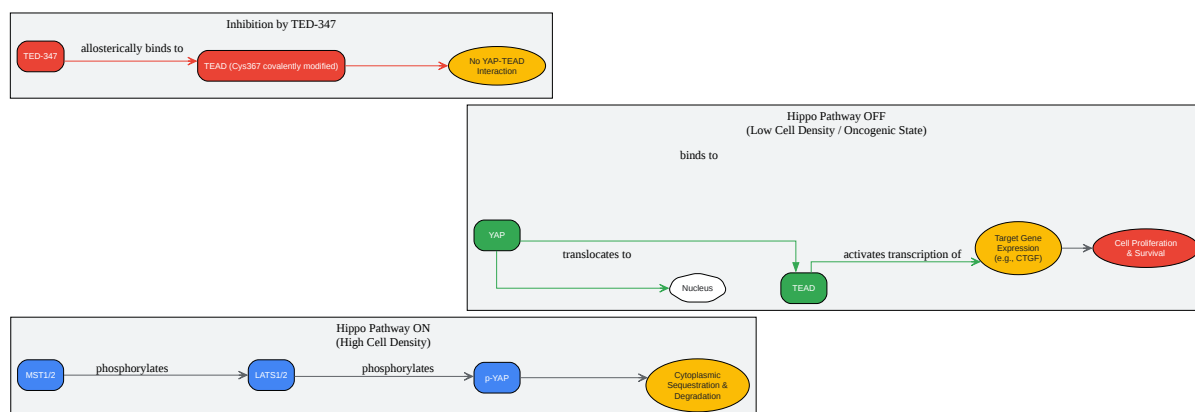 Inhibition by TED-347
TED-347
allosterically binds to
TEAD (Cys367 covalently modified)
No YAP-TEAD
Interaction
Hippo Pathway OFF
(Low Cell Density / Oncogenic State)
binds to
YAP
translocates to
Nucleus
TEAD
activates transcription of
Target Gene
Expression
(e.g., CTGF)
Cell Proliferation
& Survival
Hippo Pathway ON
(High Cell Density)
MST1/2
phosphorylates
LATS1/2
phosphorylates
p-YAP
Cytoplasmic
Sequestration &
Degradation